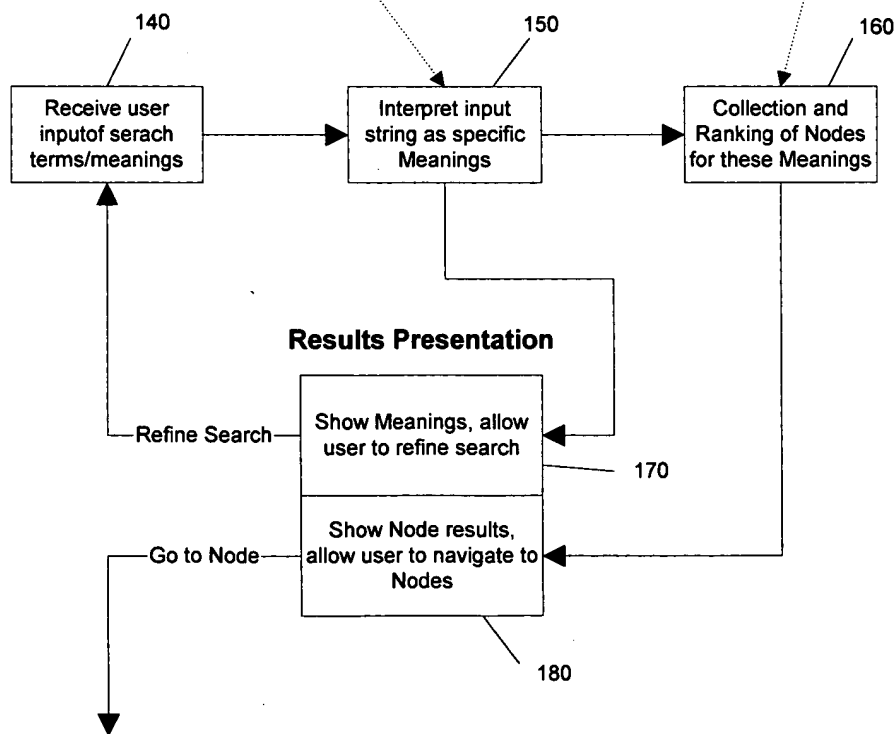 140
150
160
Receive user
inputof serach
terms/meanings
Interpret input
string as specific
Meanings
Collection and
Ranking of Nodes
for these Meanings
Results Presentation
Refine Search
Show Meanings, allow
user to refine search
170
Go to Node
Show Node results,
allow user to navigate to
Nodes
180